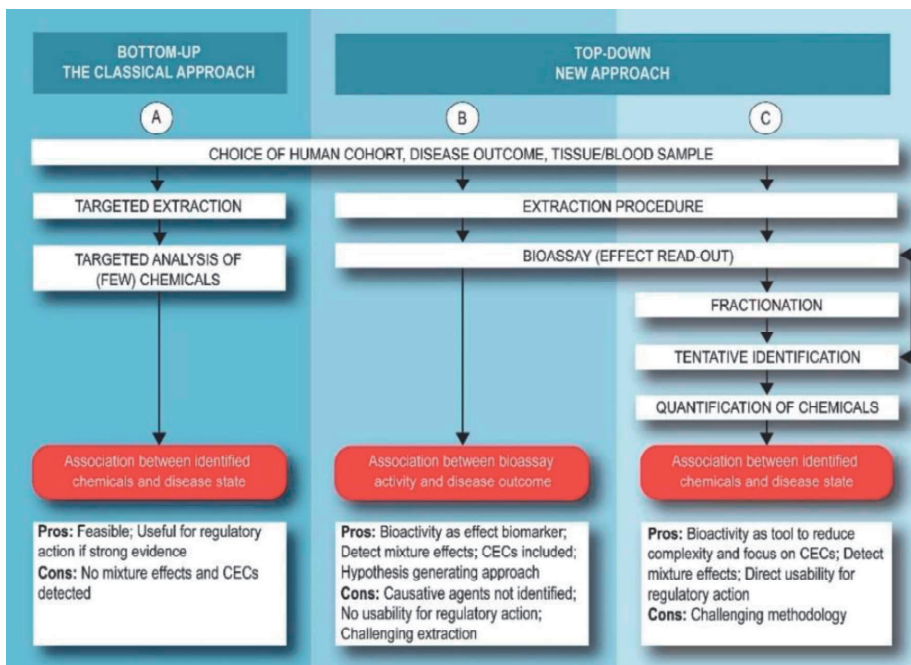 BOTTOM-UP
THE CLASSICAL APPROACH
TOP-DOWN
NEW APPROACH
A
B
C
CHOICE OF HUMAN COHORT, DISEASE OUTCOME, TISSUE/BLOOD SAMPLE
TARGETED EXTRACTION
EXTRACTION PROCEDURE
TARGETED ANALYSIS OF
(FEW) CHEMICALS
BIOASSAY (EFFECT READ-OUT)
FRACTIONATION
TENTATIVE IDENTIFICATION
QUANTIFICATION OF CHEMICALS
Association between identified
chemicals and disease state
Association between bioassay
activity and disease outcome
Association between identified
chemicals and disease state
Pros: Feasible; Useful for regulatory
action if strong evidence
Cons: No mixture effects and CECs
detected
Pros: Bioactivity as effect biomarker;
Detect mixture effects; CECs included;
Hypothesis generating approach
Cons: Causative agents not identified;
No usability for regulatory action;
Challenging extraction
Pros: Bioactivity as tool to reduce
complexity and focus on CECs; Detect
mixture effects; Direct usability for
regulatory action
Cons: Challenging methodology